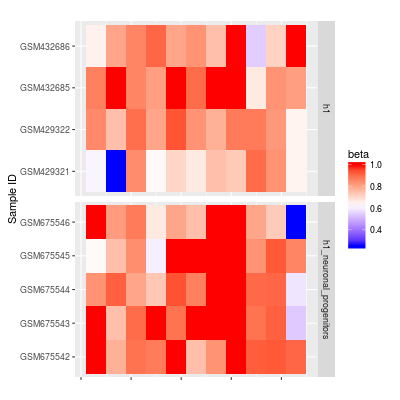 GSM432686
GSM432685
GSM429322
GSM429321
h1
GSM675546
GSM675545
GSM675544
GSM675543
GSM675542
h1_neuronal_progenitors
Sample ID
beta
1.0
0.8
0.6
0.4